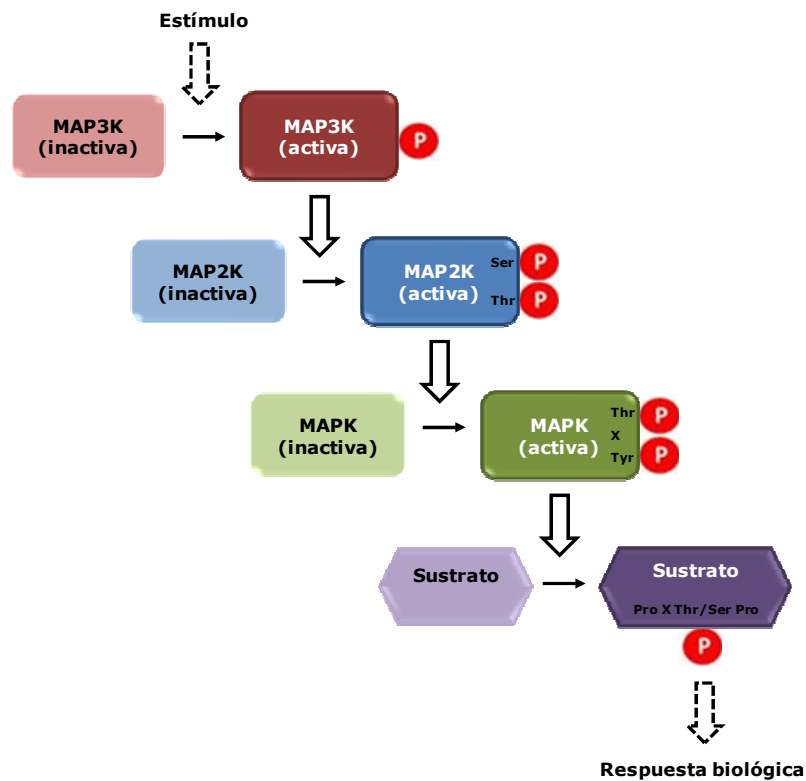 Estímulo
MAP3K
(inactiva)
MAP3K
(activa)
P
MAP2K
(inactiva)
MAP2K
(activa)
Ser
P
Thr
P
MAPK
(inactiva)
MAPK
(activa)
Thr
P
X
Tyr
P
Sustrato
Sustrato
Pro X Thr/Ser Pro
P
Respuesta biológica